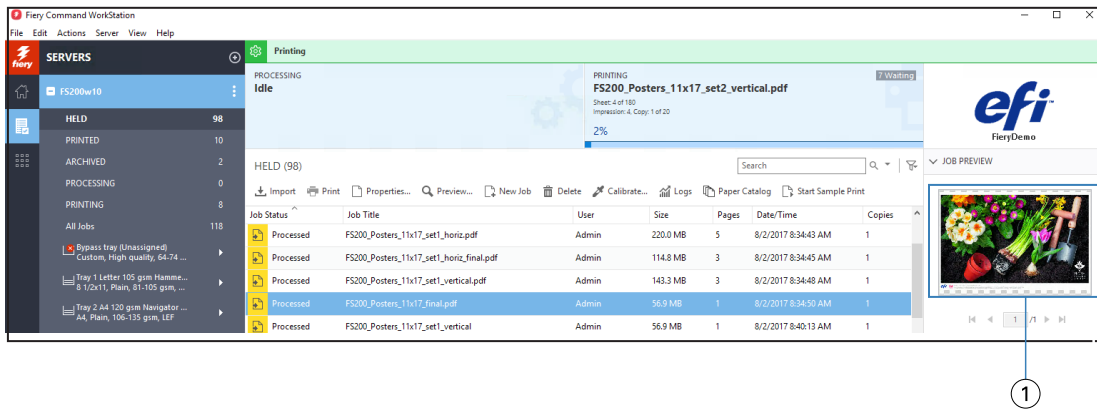 Fiery Command WorkStation
File Edit Actions Server View Help
fiery
SERVERS
Printing
FS200w10
HELD 98
PRINTED 10
ARCHIVED 2
PROCESSING 0
PRINTING 8
All Jobs 118
Bypass tray (Unassigned)
Custom, High quality, 64-74 ...
Tray 1 Letter 105 gsm Hamme...
8 1/2x11, Plain, 81-105 gsm, ...
Tray 2 A4 120 gsm Navigator ...
A4, Plain, 106-135 gsm, LEF
PROCESSING
Idle
PRINTING
7 Waiting
FS200_Posters_11x17_set2_vertical.pdf
Sheet: 4 of 180
Impression: 4, Copy: 1 of 20
2%
HELD (98)
Search
Import Print Properties... Preview... New Job Delete Calibrate... Logs Paper Catalog Start Sample Print
Job Status Job Title User Size Pages Date/Time Copies
Processed FS200_Posters_11x17_set1_horiz.pdf Admin 220.0 MB 5 8/2/2017 8:34:43 AM 1
Processed FS200_Posters_11x17_set1_horiz_final.pdf Admin 114.8 MB 3 8/2/2017 8:34:45 AM 1
Processed FS200_Posters_11x17_set1_vertical.pdf Admin 143.3 MB 3 8/2/2017 8:34:48 AM 1
Processed FS200_Posters_11x17_final.pdf Admin 56.9 MB 1 8/2/2017 8:34:50 AM 1
Processed FS200_Posters_11x17_set1_vertical Admin 56.9 MB 1 8/2/2017 8:40:13 AM 1
efi
FieryDemo
JOB PREVIEW
1 /1
1